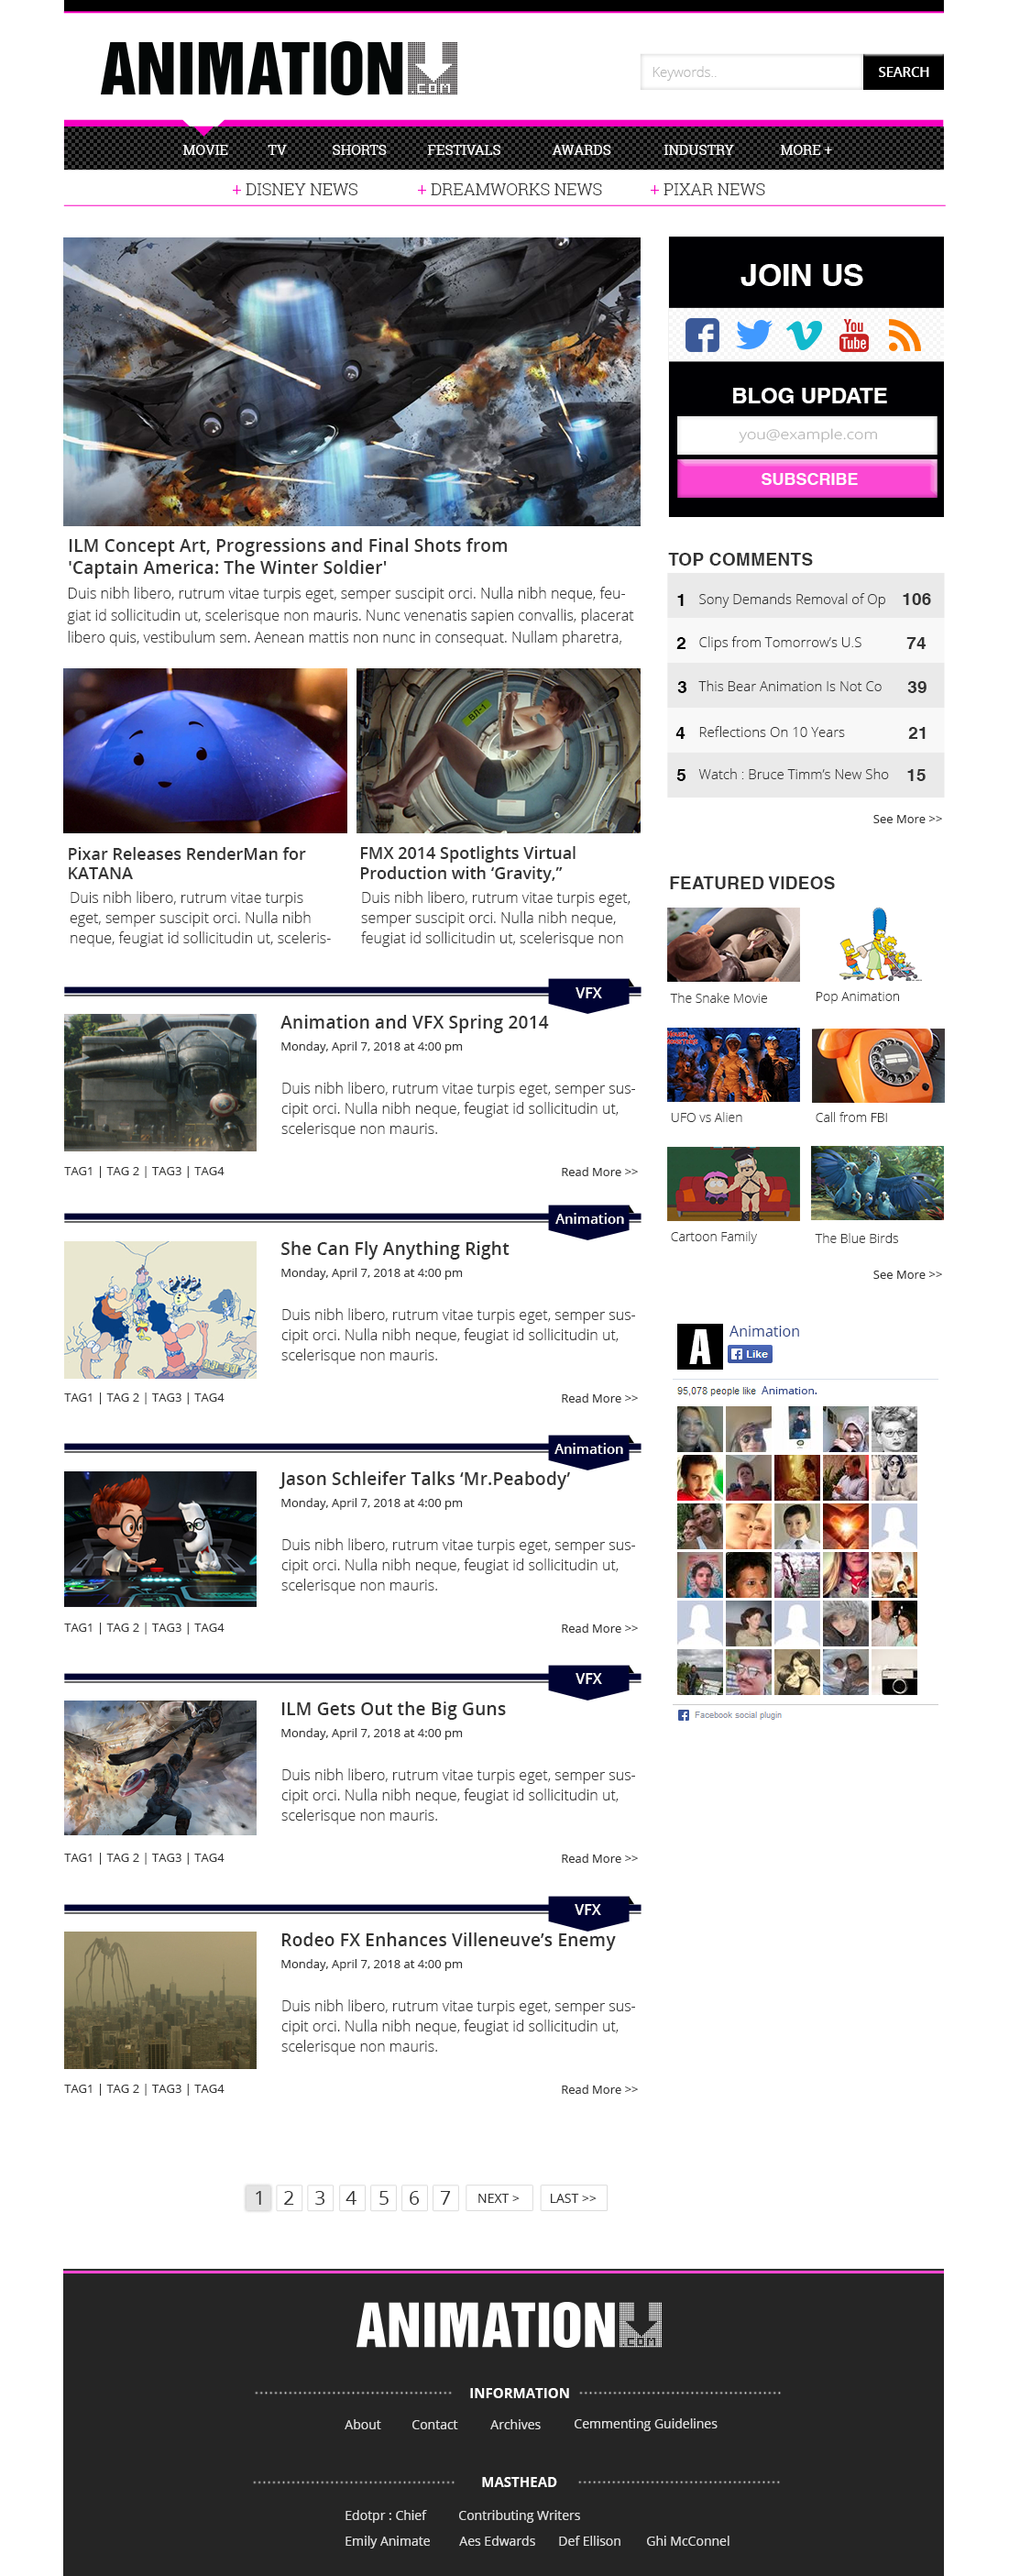 ANIMATION
.COM
Keywords..
SEARCH
MOVIE TV SHORTS FESTIVALS AWARDS INDUSTRY MORE +
+ DISNEY NEWS + DREAMWORKS NEWS + PIXAR NEWS
ILM Concept Art, Progressions and Final Shots from
'Captain America: The Winter Soldier'
Duis nibh libero, rutrum vitae turpis eget, semper suscipit orci. Nulla nibh neque, feu-
giat id sollicitudin ut, scelerisque non mauris. Nunc venenatis sapien convallis, placerat
libero quis, vestibulum sem. Aenean mattis non nunc in consequat. Nullam pharetra,
ВП-1
Pixar Releases RenderMan for
KATANA
Duis nibh libero, rutrum vitae turpis
eget, semper suscipit orci. Nulla nibh
neque, feugiat id sollicitudin ut, sceleris-
FMX 2014 Spotlights Virtual
Production with ‘Gravity,”
Duis nibh libero, rutrum vitae turpis eget,
semper suscipit orci. Nulla nibh neque,
feugiat id sollicitudin ut, scelerisque non
VFX
Animation and VFX Spring 2014
Monday, April 7, 2018 at 4:00 pm
Duis nibh libero, rutrum vitae turpis eget, semper sus-
cipit orci. Nulla nibh neque, feugiat id sollicitudin ut,
scelerisque non mauris.
TAG1 | TAG 2 | TAG3 | TAG4
Read More >>
Animation
She Can Fly Anything Right
Monday, April 7, 2018 at 4:00 pm
Duis nibh libero, rutrum vitae turpis eget, semper sus-
cipit orci. Nulla nibh neque, feugiat id sollicitudin ut,
scelerisque non mauris.
TAG1 | TAG 2 | TAG3 | TAG4
Read More >>
Animation
Jason Schleifer Talks ‘Mr.Peabody’
Monday, April 7, 2018 at 4:00 pm
Duis nibh libero, rutrum vitae turpis eget, semper sus-
cipit orci. Nulla nibh neque, feugiat id sollicitudin ut,
scelerisque non mauris.
TAG1 | TAG 2 | TAG3 | TAG4
Read More >>
VFX
ILM Gets Out the Big Guns
Monday, April 7, 2018 at 4:00 pm
Duis nibh libero, rutrum vitae turpis eget, semper sus-
cipit orci. Nulla nibh neque, feugiat id sollicitudin ut,
scelerisque non mauris.
TAG1 | TAG 2 | TAG3 | TAG4
Read More >>
VFX
Rodeo FX Enhances Villeneuve’s Enemy
Monday, April 7, 2018 at 4:00 pm
Duis nibh libero, rutrum vitae turpis eget, semper sus-
cipit orci. Nulla nibh neque, feugiat id sollicitudin ut,
scelerisque non mauris.
TAG1 | TAG 2 | TAG3 | TAG4
Read More >>
1 2 3 4 5 6 7 NEXT > LAST >>
JOIN US
You
Tube
BLOG UPDATE
you@example.com
SUBSCRIBE
TOP COMMENTS
1 Sony Demands Removal of Op 106
2 Clips from Tomorrow’s U.S 74
3 This Bear Animation Is Not Co 39
4 Reflections On 10 Years 21
5 Watch : Bruce Timm’s New Sho 15
See More >>
FEATURED VIDEOS
The Snake Movie
Pop Animation
UFO vs Alien
Call from FBI
Cartoon Family
The Blue Birds
See More >>
A
Animation
Like
95,078 people like Animation.
Facebook social plugin
ANIMATION
.COM
INFORMATION
About Contact Archives Cemmenting Guidelines
MASTHEAD
Edotpr : Chief Contributing Writers
Emily Animate Aes Edwards Def Ellison Ghi McConnel